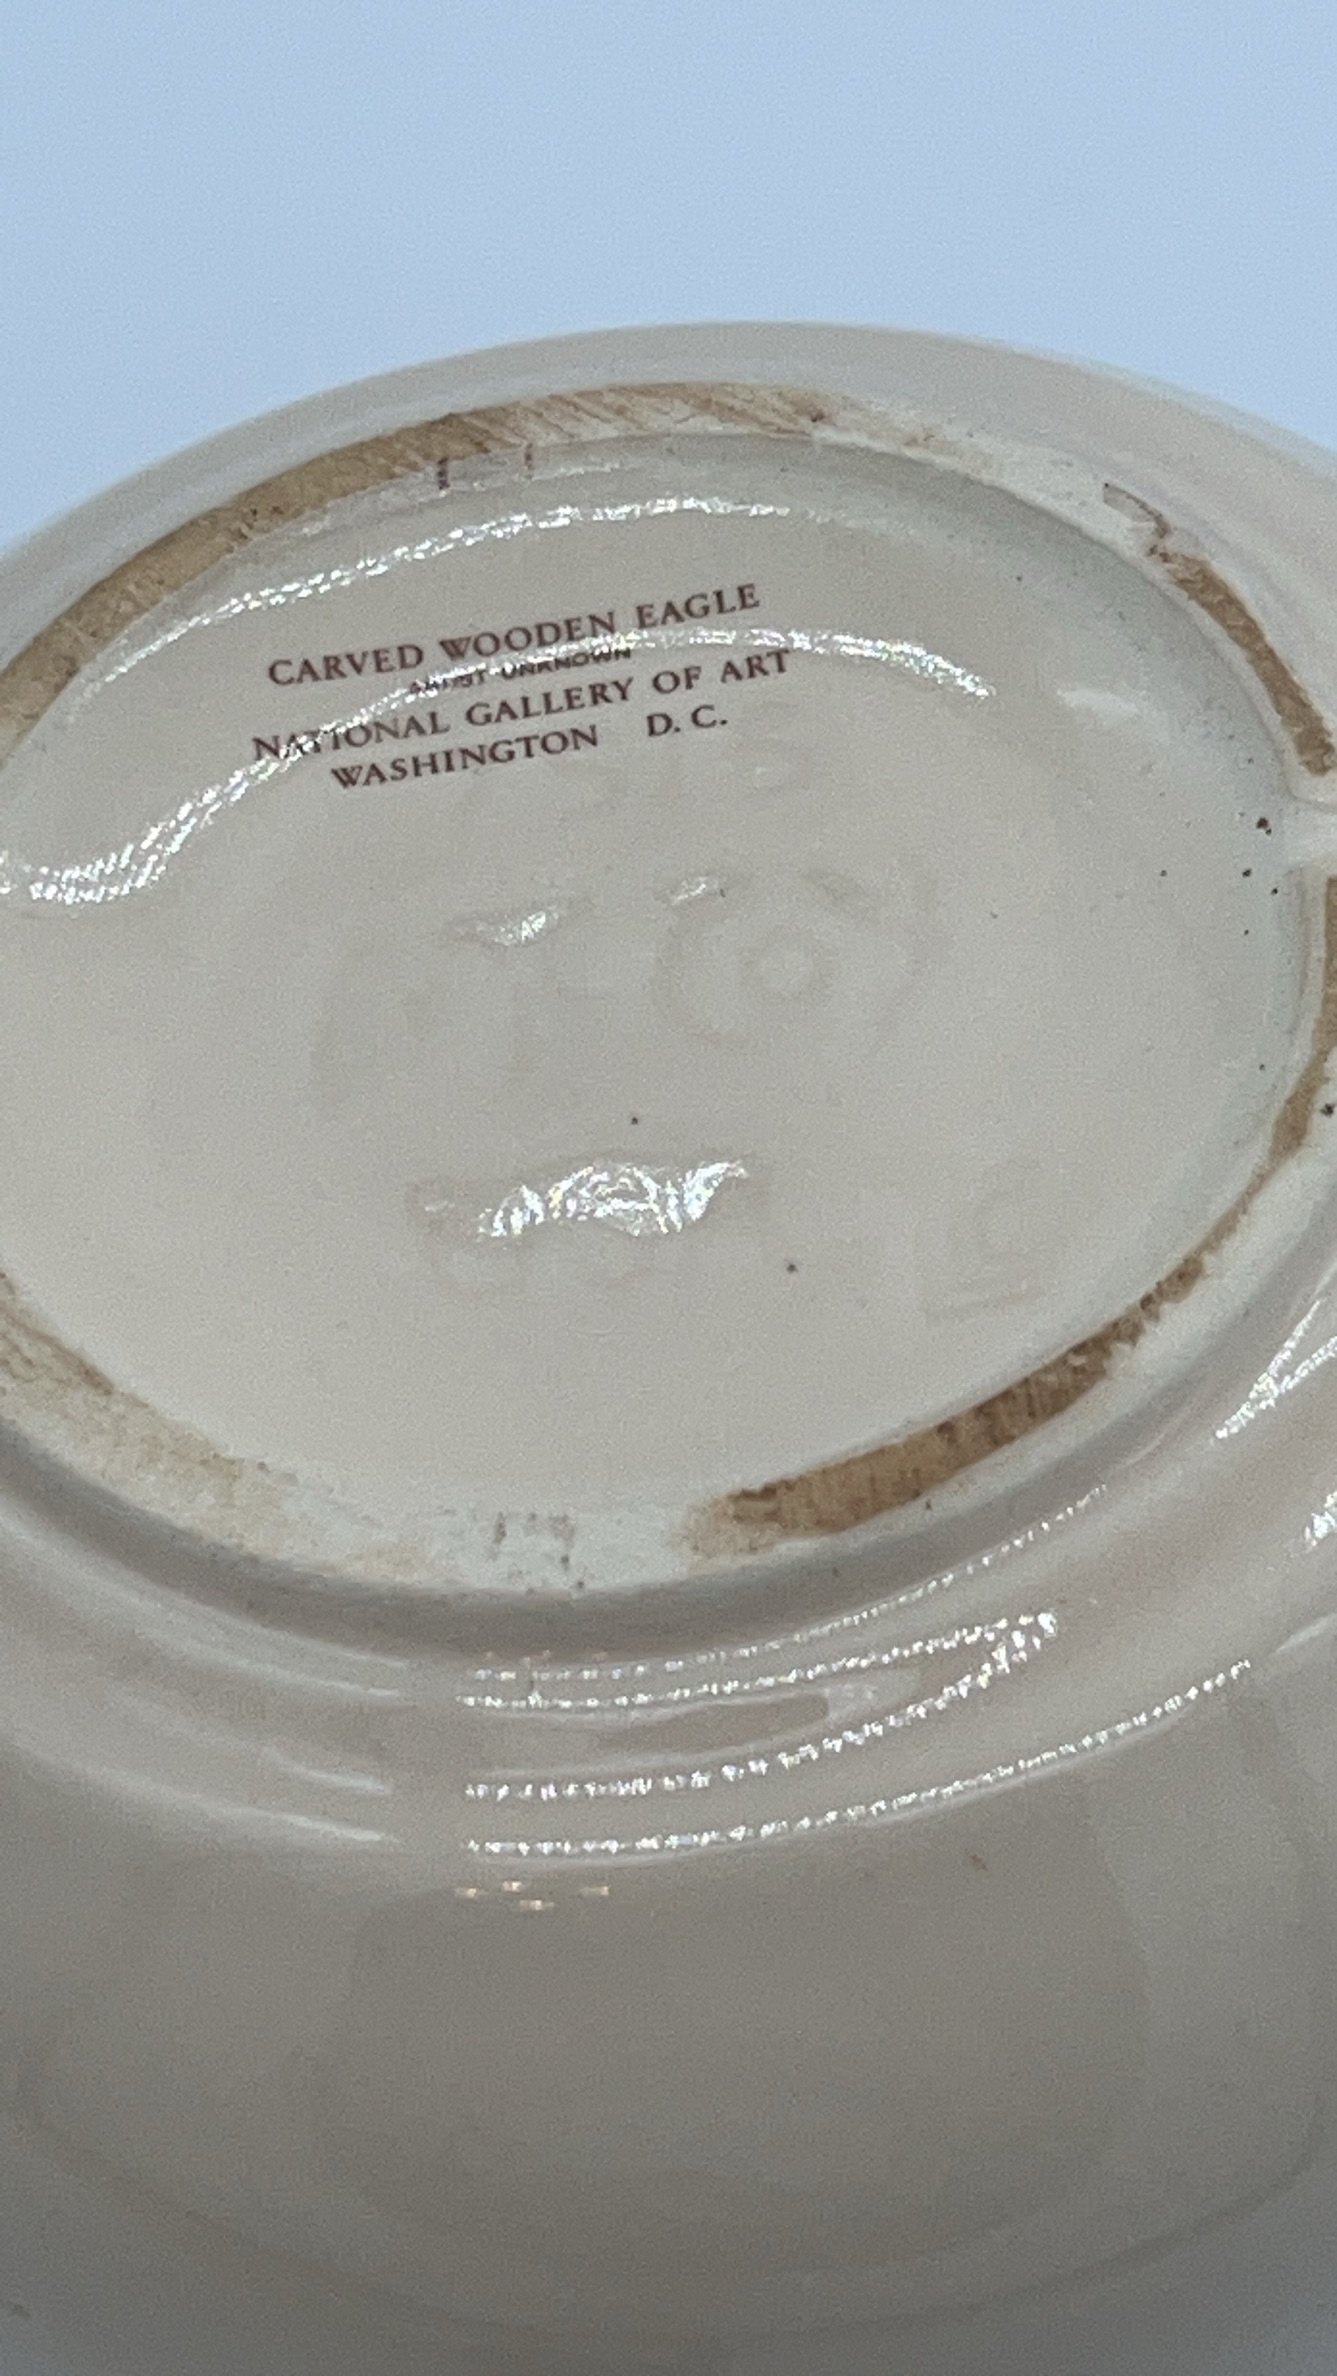 CARVED WOODEN EAGLE
ARTIST UNKNOWN
NATIONAL GALLERY OF ART
WASHINGTON D. C.